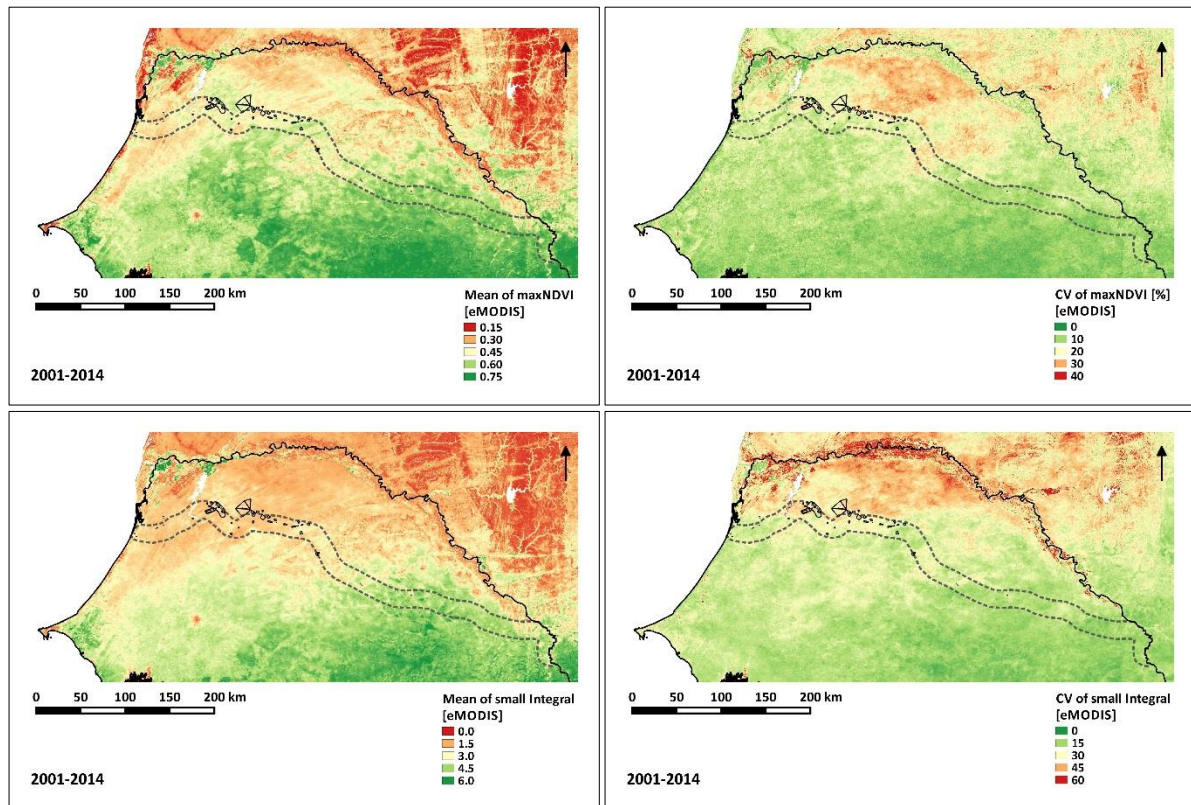 0 50 100 150 200 km
Mean of maxNDVI
[eMODIS]
0.15
0.30
0.45
0.60
0.75
2001-2014
0 50 100 150 200 km
CV of maxNDVI [%]
[eMODIS]
0
10
20
30
40
2001-2014
0 50 100 150 200 km
Mean of small Integral
[eMODIS]
0.0
1.5
3.0
4.5
6.0
2001-2014
0 50 100 150 200 km
CV of small Integral
[eMODIS]
0
15
30
45
60
2001-2014